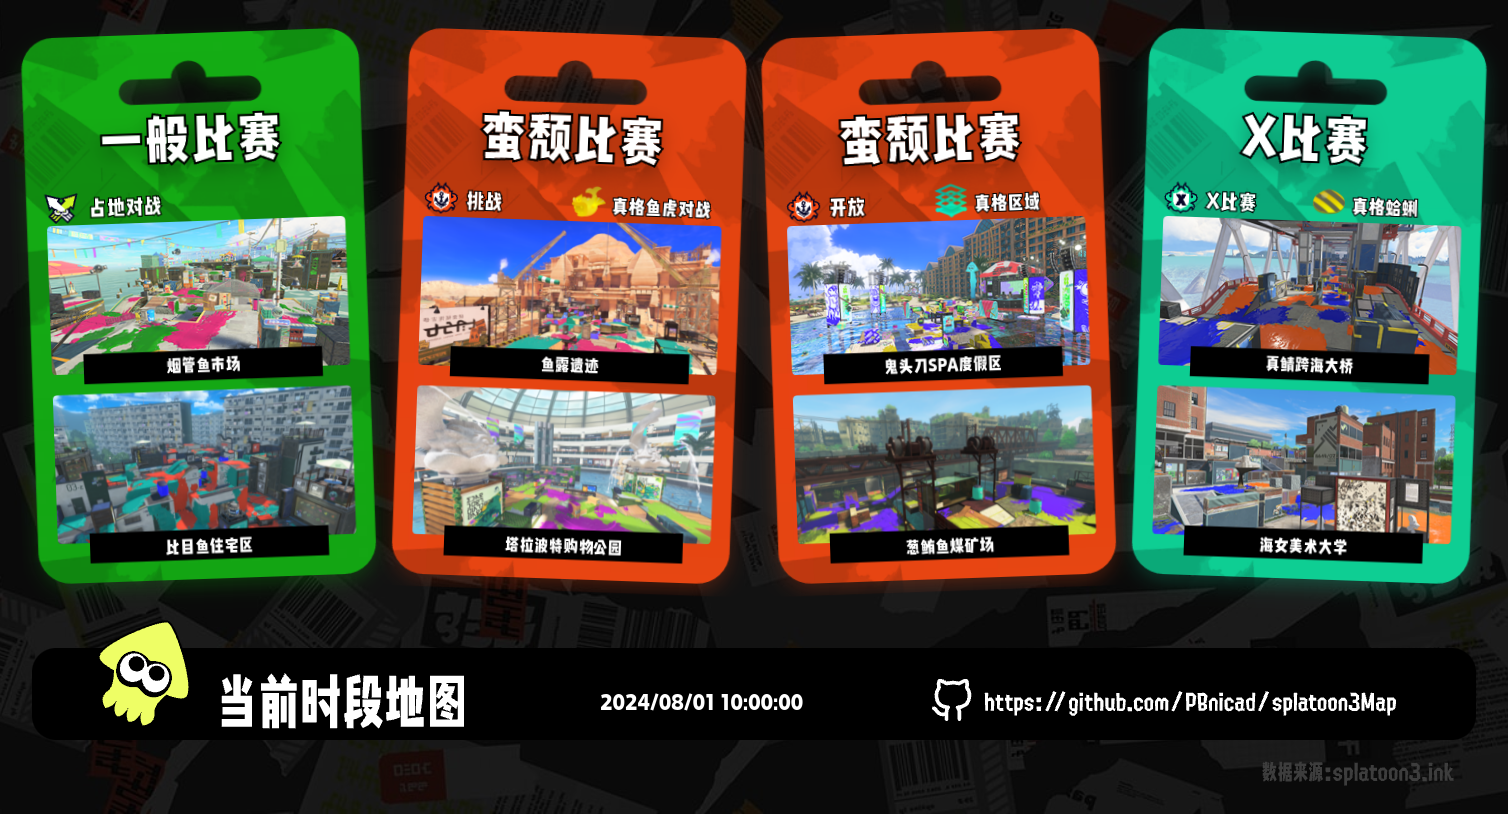 一般比赛
占地对战
烟管鱼市场
比目鱼住宅区
蛮颓比赛
挑战
真格鱼虎对战
鱼露遗迹
塔拉波特购物公园
蛮颓比赛
开放
真格区域
鬼头刀SPA度假区
葱鲔鱼煤矿场
X比赛
X比赛
真格蛤蜊
真鲭跨海大桥
海女美术大学
当前时段地图
2024/08/01 10:00:00
https://github.com/PBnicad/splatoon3Map
数据来源:splatoon3.ink